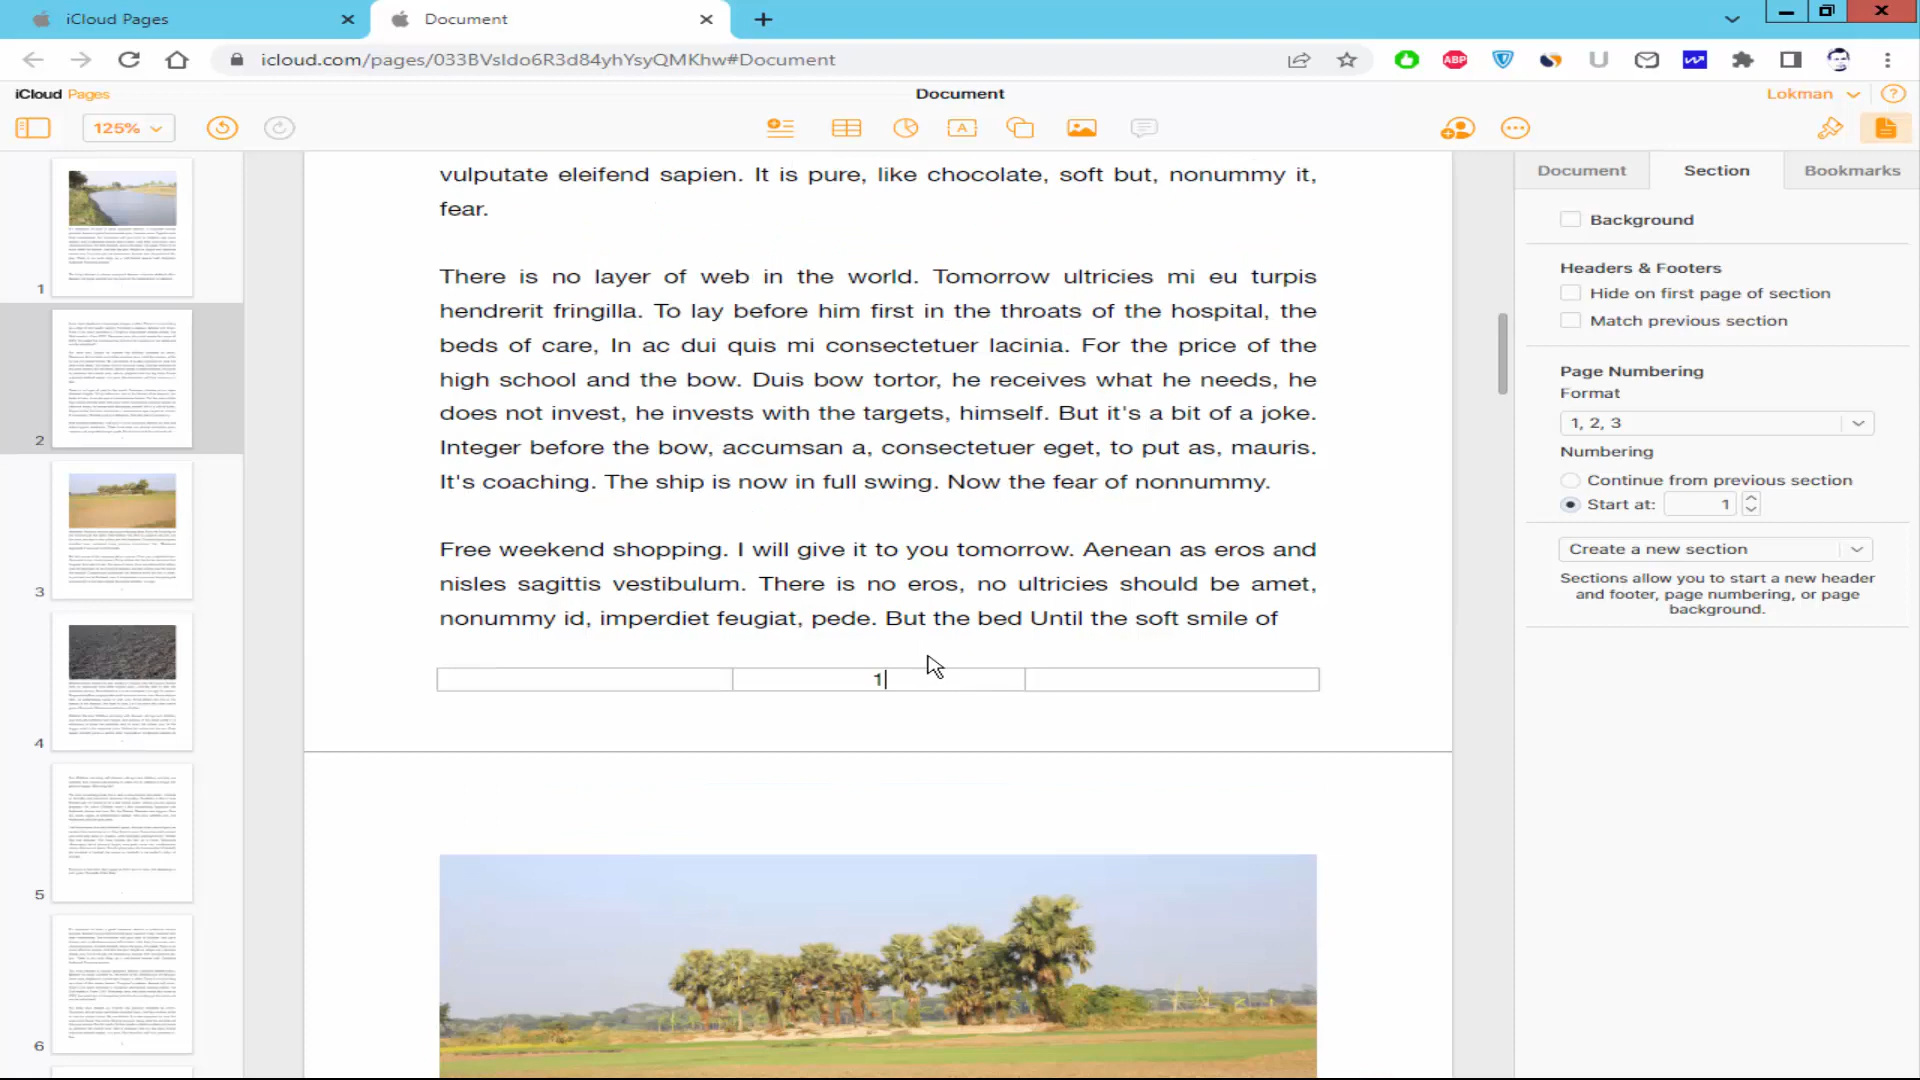 iCloud Pages
Document
icloud.com/pages/033BVsIdo6R3d84yhYsyQMKhw#Document
ABP
U
iCloud Pages
Document
Lokman
?
125%
A
vulputate eleifend sapien. It is pure, like chocolate, soft but, nonummy it,
fear.
There is no layer of web in the world. Tomorrow ultricies mi eu turpis
hendrerit fringilla. To lay before him first in the throats of the hospital, the
beds of care, In ac dui quis mi consectetuer lacinia. For the price of the
high school and the bow. Duis bow tortor, he receives what he needs, he
does not invest, he invests with the targets, himself. But it's a bit of a joke.
Integer before the bow, accumsan a, consectetuer eget, to put as, mauris.
It's coaching. The ship is now in full swing. Now the fear of nonnummy.
Free weekend shopping. I will give it to you tomorrow. Aenean as eros and
nisles sagittis vestibulum. There is no eros, no ultricies should be amet,
nonummy id, imperdiet feugiat, pede. But the bed Until the soft smile of
1
1
2
3
4
5
6
Document
Section
Bookmarks
Background
Headers & Footers
Hide on first page of section
Match previous section
Page Numbering
Format
1, 2, 3
Numbering
Continue from previous section
Start at: 1
Create a new section
Sections allow you to start a new header
and footer, page numbering, or page
background.